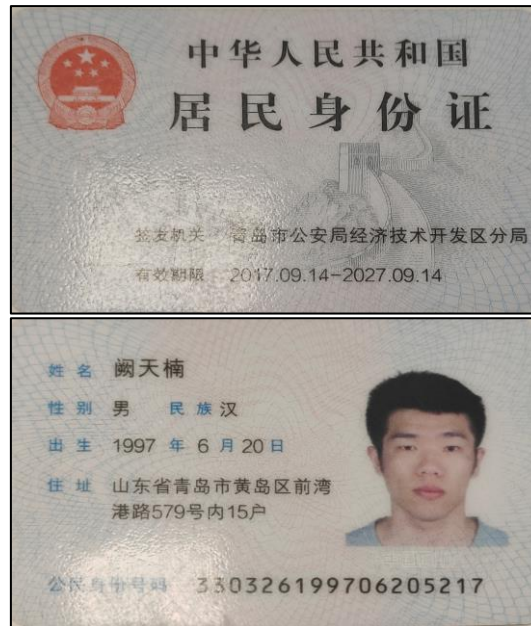 中华人民共和国
居民身份证
签发机关 青岛市公安局经济技术开发区分局
有效期限 2017.09.14-2027.09.14
姓名 阙天楠
性别 男 民族 汉
出生 1997 年 6 月 20 日
住址 山东省青岛市黄岛区前湾
港路579号内15户
公民身份号码 330326199706205217